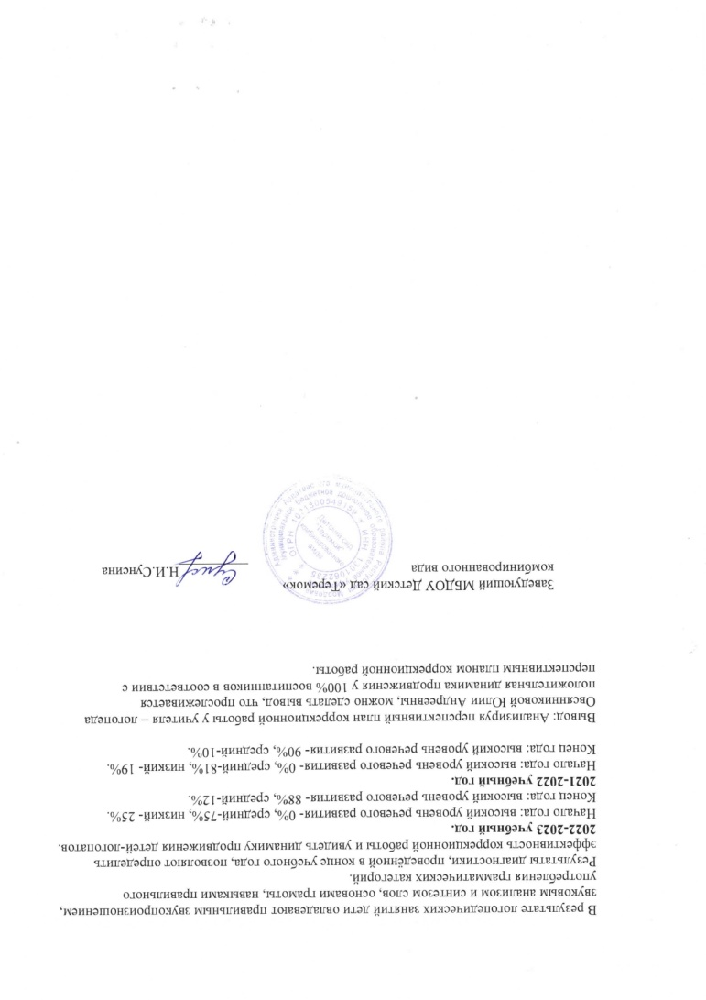 В результате логопедических занятий дети овладевают правильным звукопроизношением,
звуковым анализом и синтезом слов, основами грамоты, навыками правильного
употребления грамматических категорий.
Результаты диагностики, проведённой в конце учебного года, позволяют определить
эффективность коррекционной работы и увидеть динамику продвижения детей-логопатов.
2022-2023 учебный год.
Начало года: высокий уровень речевого развития- 0%, средний-75%, низкий- 25%.
Конец года: высокий уровень речевого развития- 88%, средний-12%.
2021-2022 учебный год.
Начало года: высокий уровень речевого развития- 0%, средний-81%, низкий- 19%.
Конец года: высокий уровень речевого развития- 90%, средний-10%.
Вывод: Анализируя перспективный план коррекционной работы у учителя – логопеда
Овсянниковой Юлии Андреевны, можно сделать вывод, что прослеживается
положительная динамика продвижения у 100% воспитанников в соответствии с
перспективным планом коррекционной работы.
Заведующий МБДОУ Детский сад «Теремок»
комбинированного вида Н.И.Сунсина
Детский сад
"Теремок"
комбинированного
вида